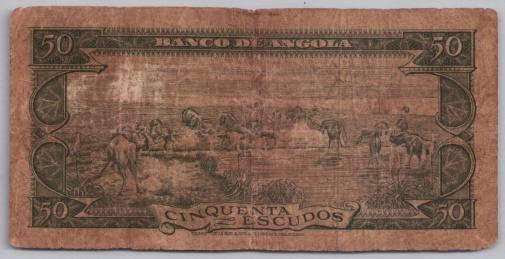 50 BANCO DE ANGOLA 50
50 CINQUENTA 50
ESCUDOS